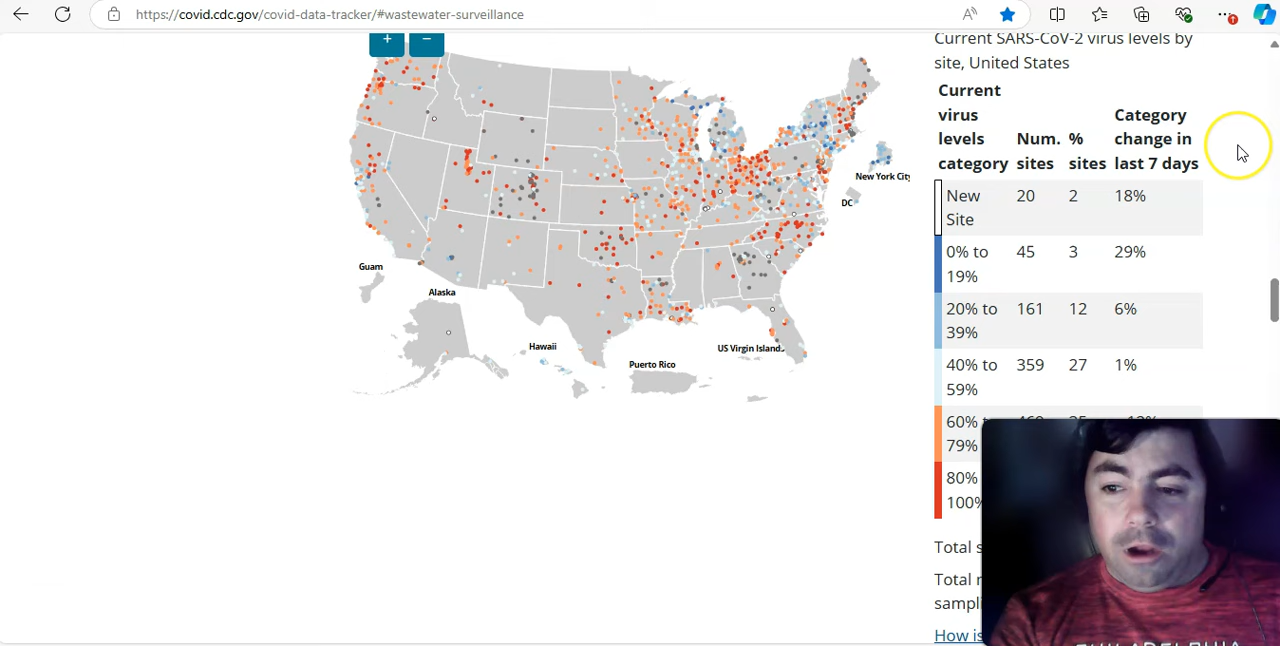 https://covid.cdc.gov/covid-data-tracker/#wastewater-surveillance
+ −
Current SARS-CoV-2 virus levels by
site, United States
Current
virus
levels
category
Num.
sites
%
sites
Category
change in
last 7 days
New
Site
20
2
18%
0% to
19%
45
3
29%
20% to
39%
161
12
6%
40% to
59%
359
27
1%
60%
79%
80%
100%
New York City
DC
Guam
Alaska
Hawaii
Puerto Rico
US Virgin
Total
Total
How is
PHILADELPHIA